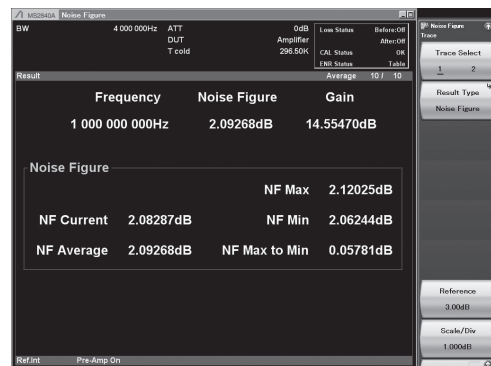 MS2840A Noise Figure
BW 4 000 000Hz ATT 0dB
DUT Amplifier
T cold 296.50K
Loss Status Before:Off
After:Off
CAL Status OK
ENR Status Table
Result Average 10 / 10
Frequency Noise Figure Gain
1 000 000 000Hz 2.09268dB 14.55470dB
Noise Figure
NF Max 2.12025dB
NF Current 2.08287dB NF Min 2.06244dB
NF Average 2.09268dB NF Max to Min 0.05781dB
Ref.Int Pre-Amp On
Noise Figure
Trace
Trace Select
1 2
Result Type
Noise Figure
Reference
3.00dB
Scale/Div
1.000dB